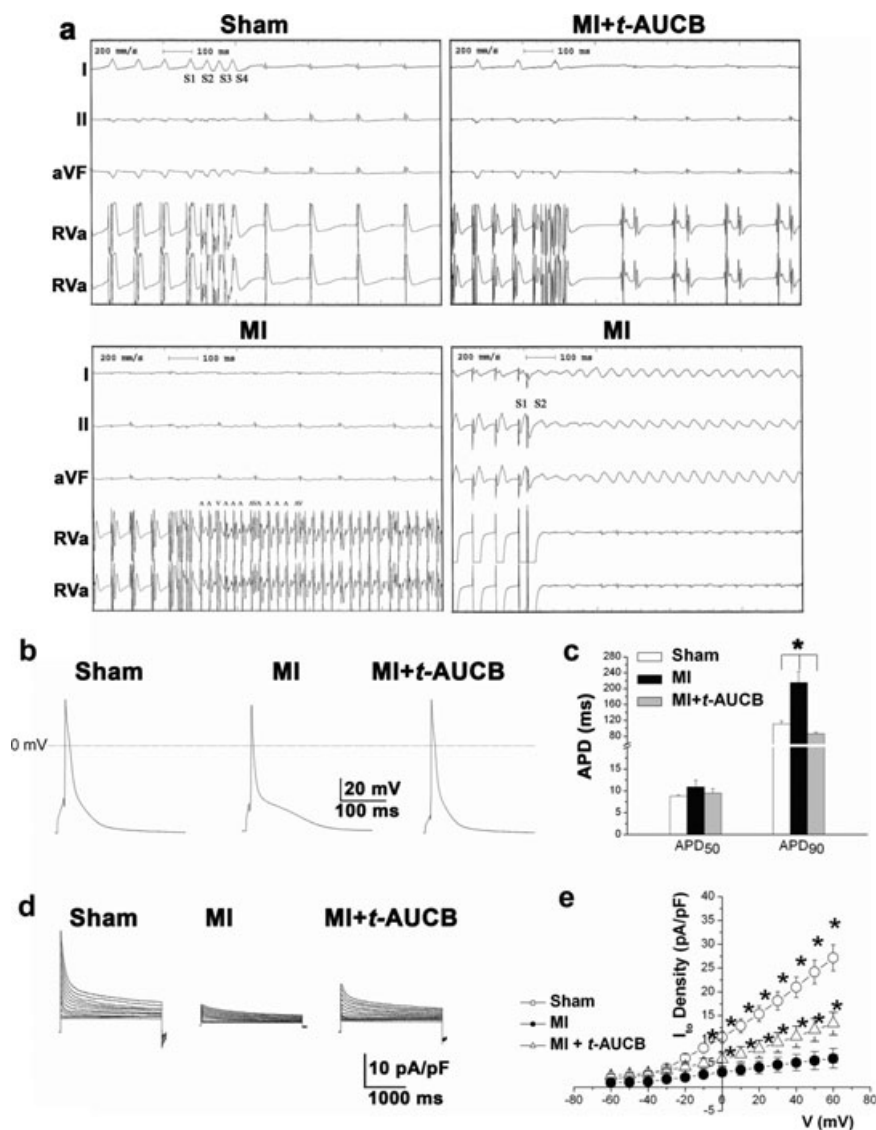 a
Sham
MI+t-AUCB
200 mm/s 100 ms
200 mm/s 100 ms
I
S1 S2 S3 S4
II
aVF
RVa
RVa
MI
MI
200 mm/s 100 ms
200 mm/s 100 ms
I
S1 S2
II
aVF
RVa
RVa
b
Sham
MI
MI+t-AUCB
0 mV
20 mV
100 ms
c
Sham
MI
MI+t-AUCB
*
APD (ms)
280
240
200
160
120
80
15
10
5
0
APD50
APD90
d
Sham
MI
MI+t-AUCB
10 pA/pF
1000 ms
e
Sham
MI
MI + t-AUCB
Ito Density (pA/pF)
40
35
30
25
20
15
10
5
-5
-80 -60 -40 -20 0 20 40 60 80
V (mV)